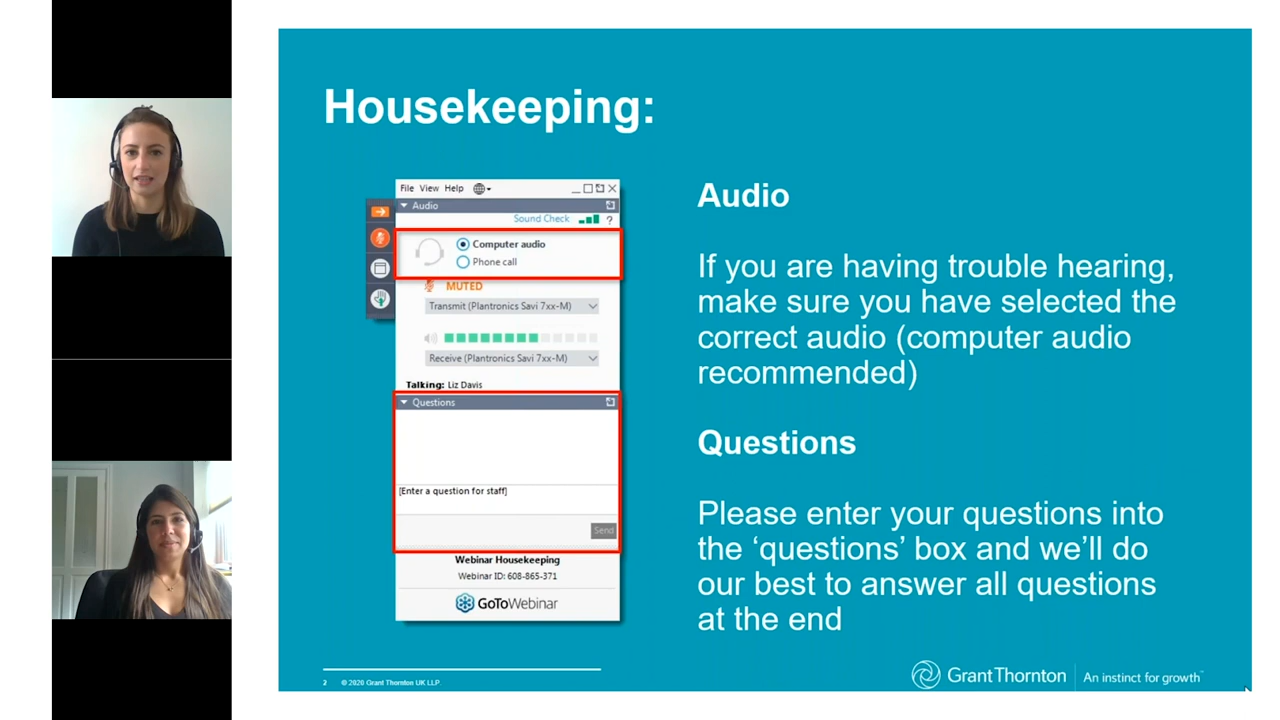 Housekeeping:
File View Help
Audio
Sound Check
?
Computer audio
Phone call
MUTED
Transmit (Plantronics Savi 7xx-M)
Receive (Plantronics Savi 7xx-M)
Talking: Liz Davis
Questions
[Enter a question for staff]
Send
Webinar Housekeeping
Webinar ID: 608-865-371
GoToWebinar
Audio
If you are having trouble hearing,
make sure you have selected the
correct audio (computer audio
recommended)
Questions
Please enter your questions into
the ‘questions’ box and we’ll do
our best to answer all questions
at the end
2 © 2020 Grant Thornton UK LLP.
Grant Thornton An instinct for growth™